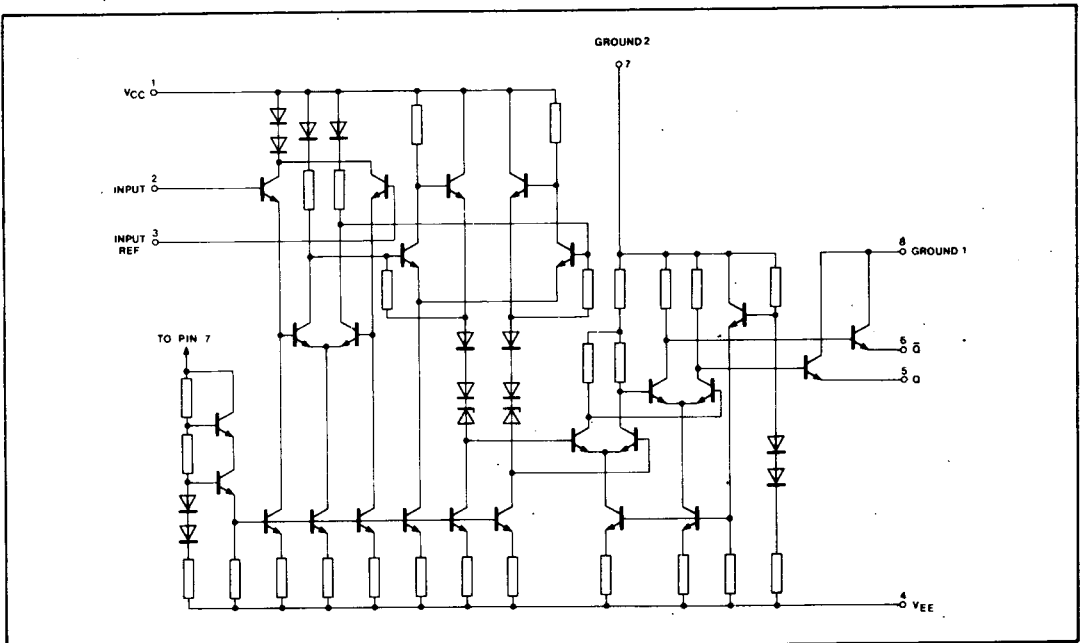 GROUND 2
7
VCC 1
INPUT 2
INPUT 3
REF
8
GROUND 1
TO PIN 7
6 Q̅
5 Q
4
VEE